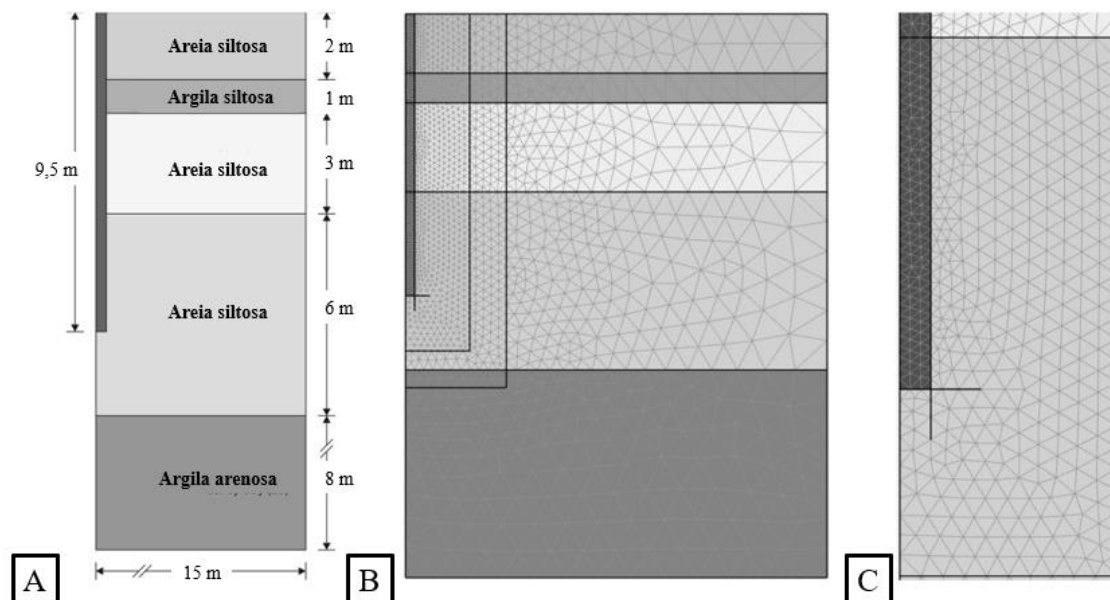 Areia siltosa
2 m
Argila siltosa
1 m
9,5 m
Areia siltosa
3 m
Areia siltosa
6 m
Argila arenosa
8 m
15 m
A
B
C